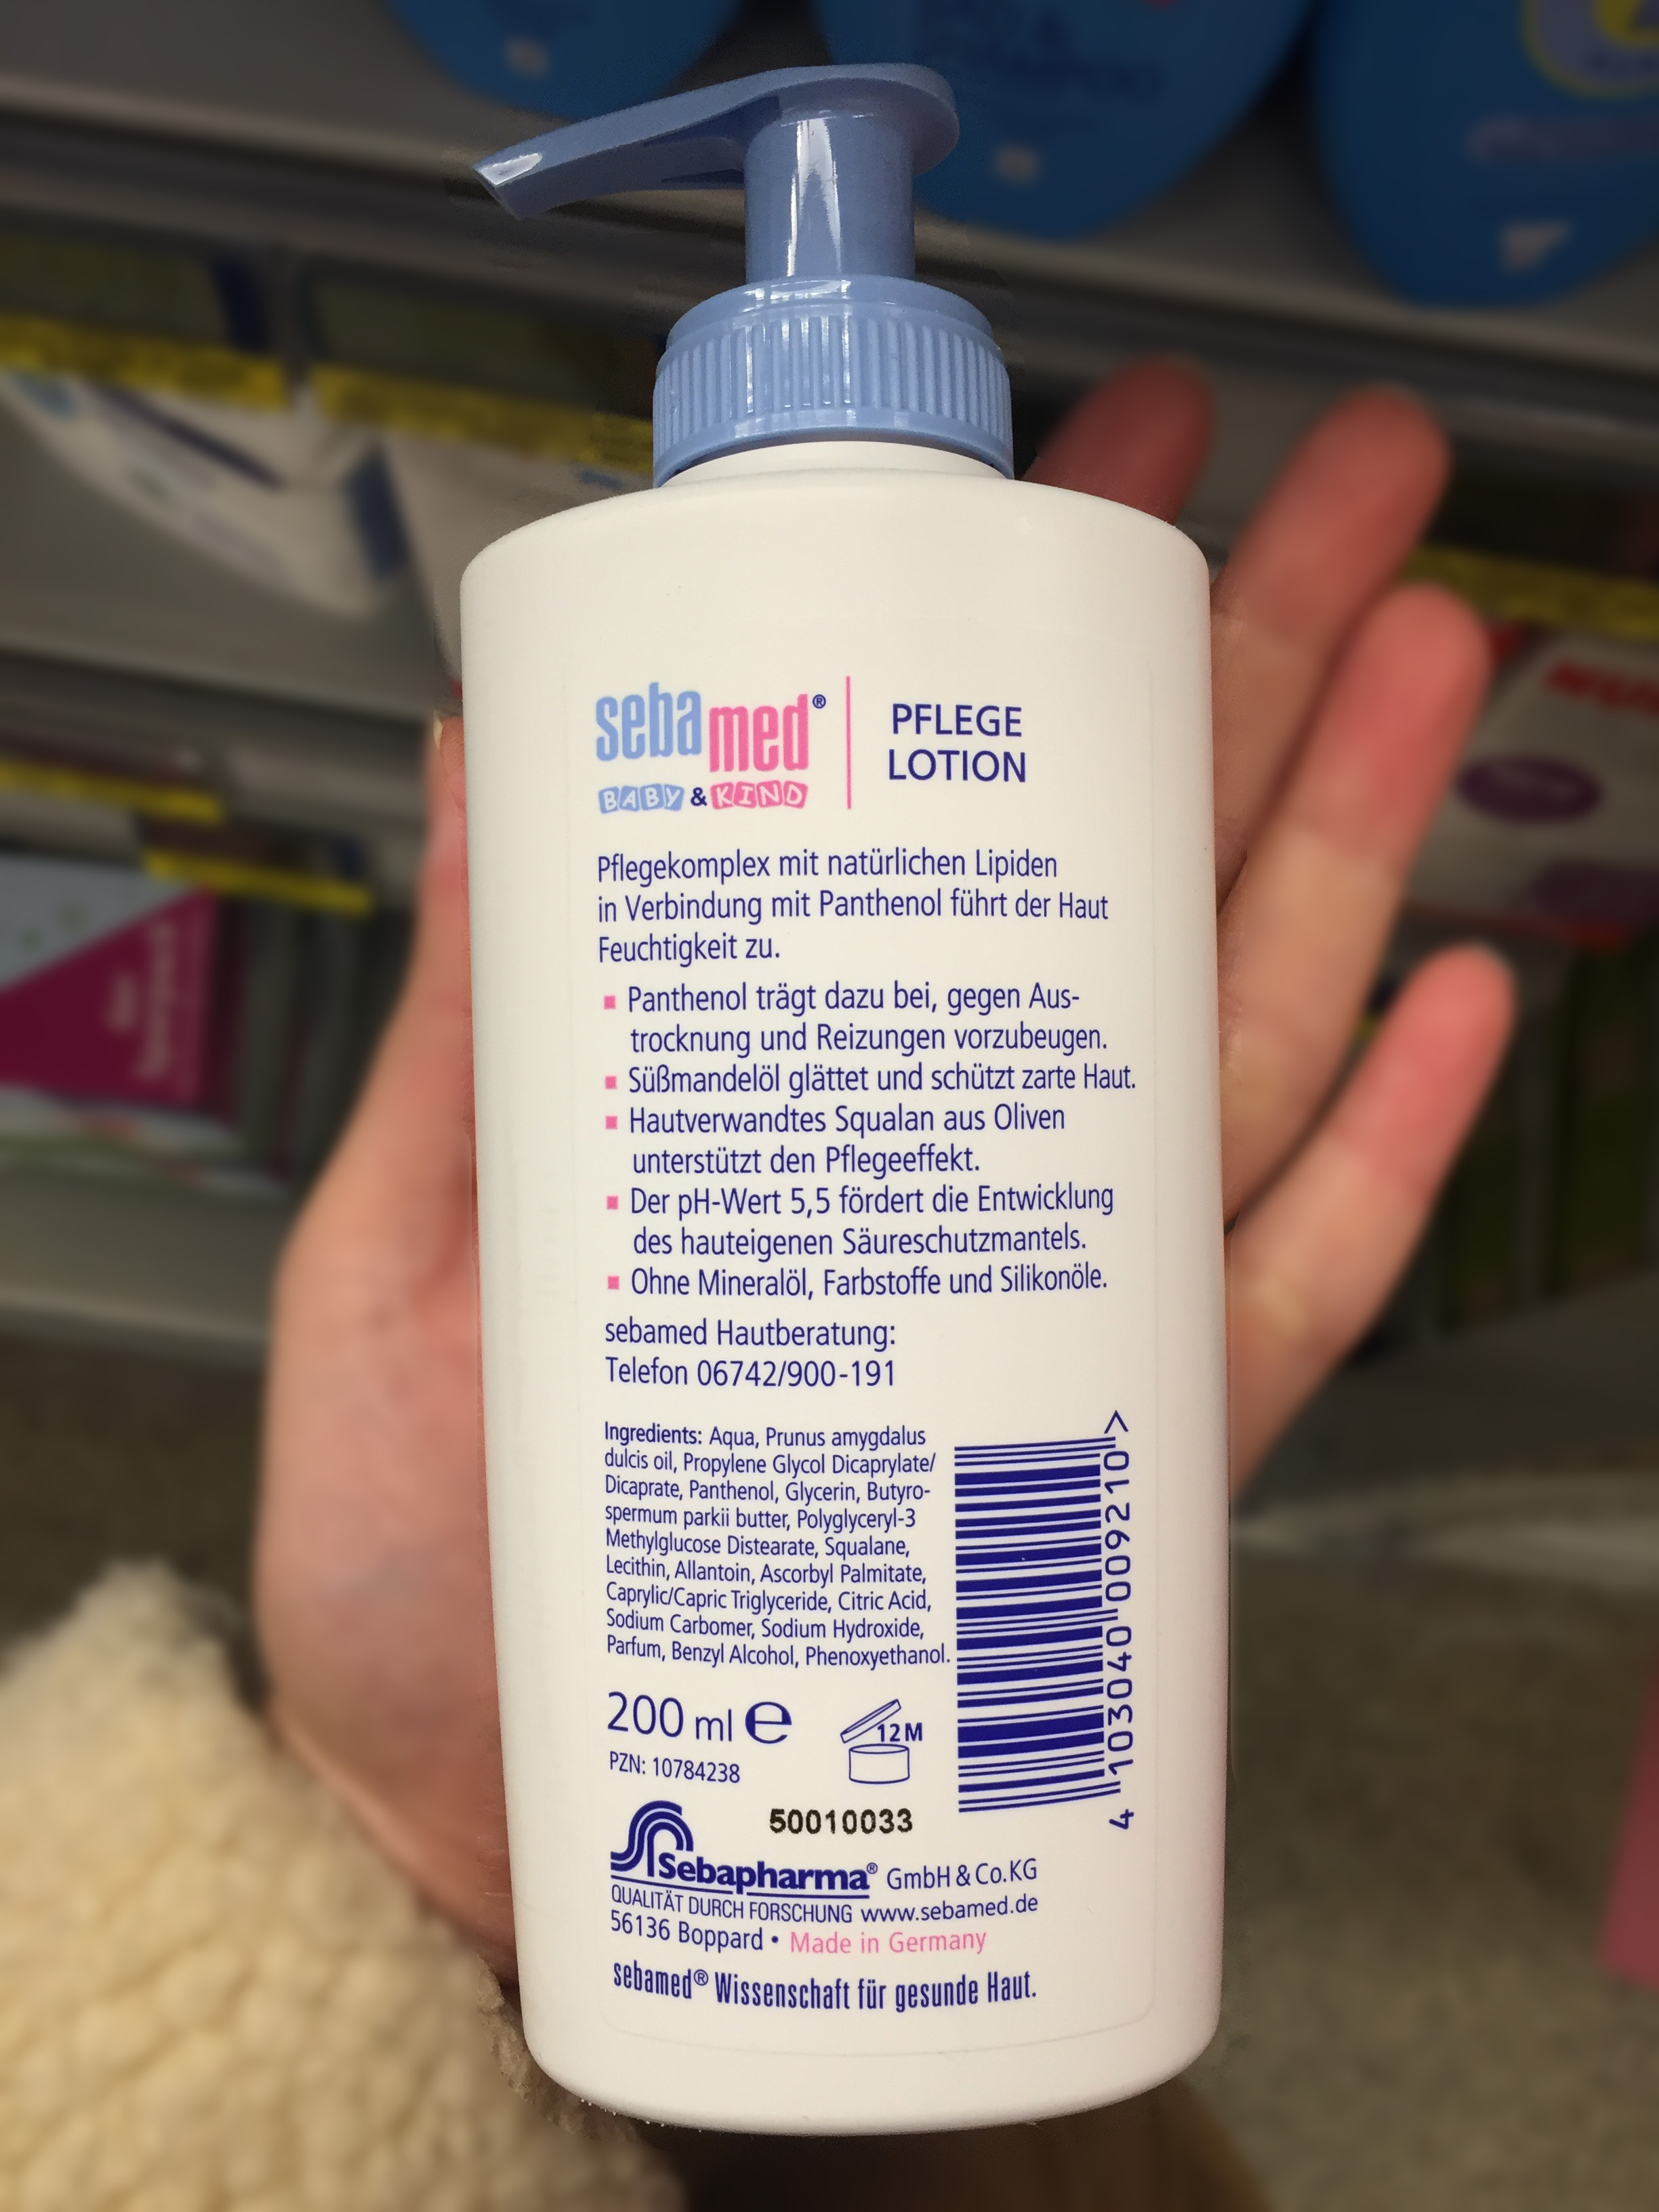 sebamed®
BABY & KIND
PFLEGE
LOTION
Pflegekomplex mit natürlichen Lipiden
in Verbindung mit Panthenol führt der Haut
Feuchtigkeit zu.
▪ Panthenol trägt dazu bei, gegen Aus-
trocknung und Reizungen vorzubeugen.
▪ Süßmandelöl glättet und schützt zarte Haut.
▪ Hautverwandtes Squalan aus Oliven
unterstützt den Pflegeeffekt.
▪ Der pH-Wert 5,5 fördert die Entwicklung
des hauteigenen Säureschutzmantels.
▪ Ohne Mineralöl, Farbstoffe und Silikonöle.
sebamed Hautberatung:
Telefon 06742/900-191
Ingredients: Aqua, Prunus amygdalus
dulcis oil, Propylene Glycol Dicaprylate/
Dicaprate, Panthenol, Glycerin, Butyro-
spermum parkii butter, Polyglyceryl-3
Methylglucose Distearate, Squalane,
Lecithin, Allantoin, Ascorbyl Palmitate,
Caprylic/Capric Triglyceride, Citric Acid,
Sodium Carbomer, Sodium Hydroxide,
Parfum, Benzyl Alcohol, Phenoxyethanol.
4 103040 009210 >
200 ml e
12 M
PZN: 10784238
50010033
Sebapharma® GmbH & Co. KG
QUALITÄT DURCH FORSCHUNG www.sebamed.de
56136 Boppard • Made in Germany
sebamed® Wissenschaft für gesunde Haut.